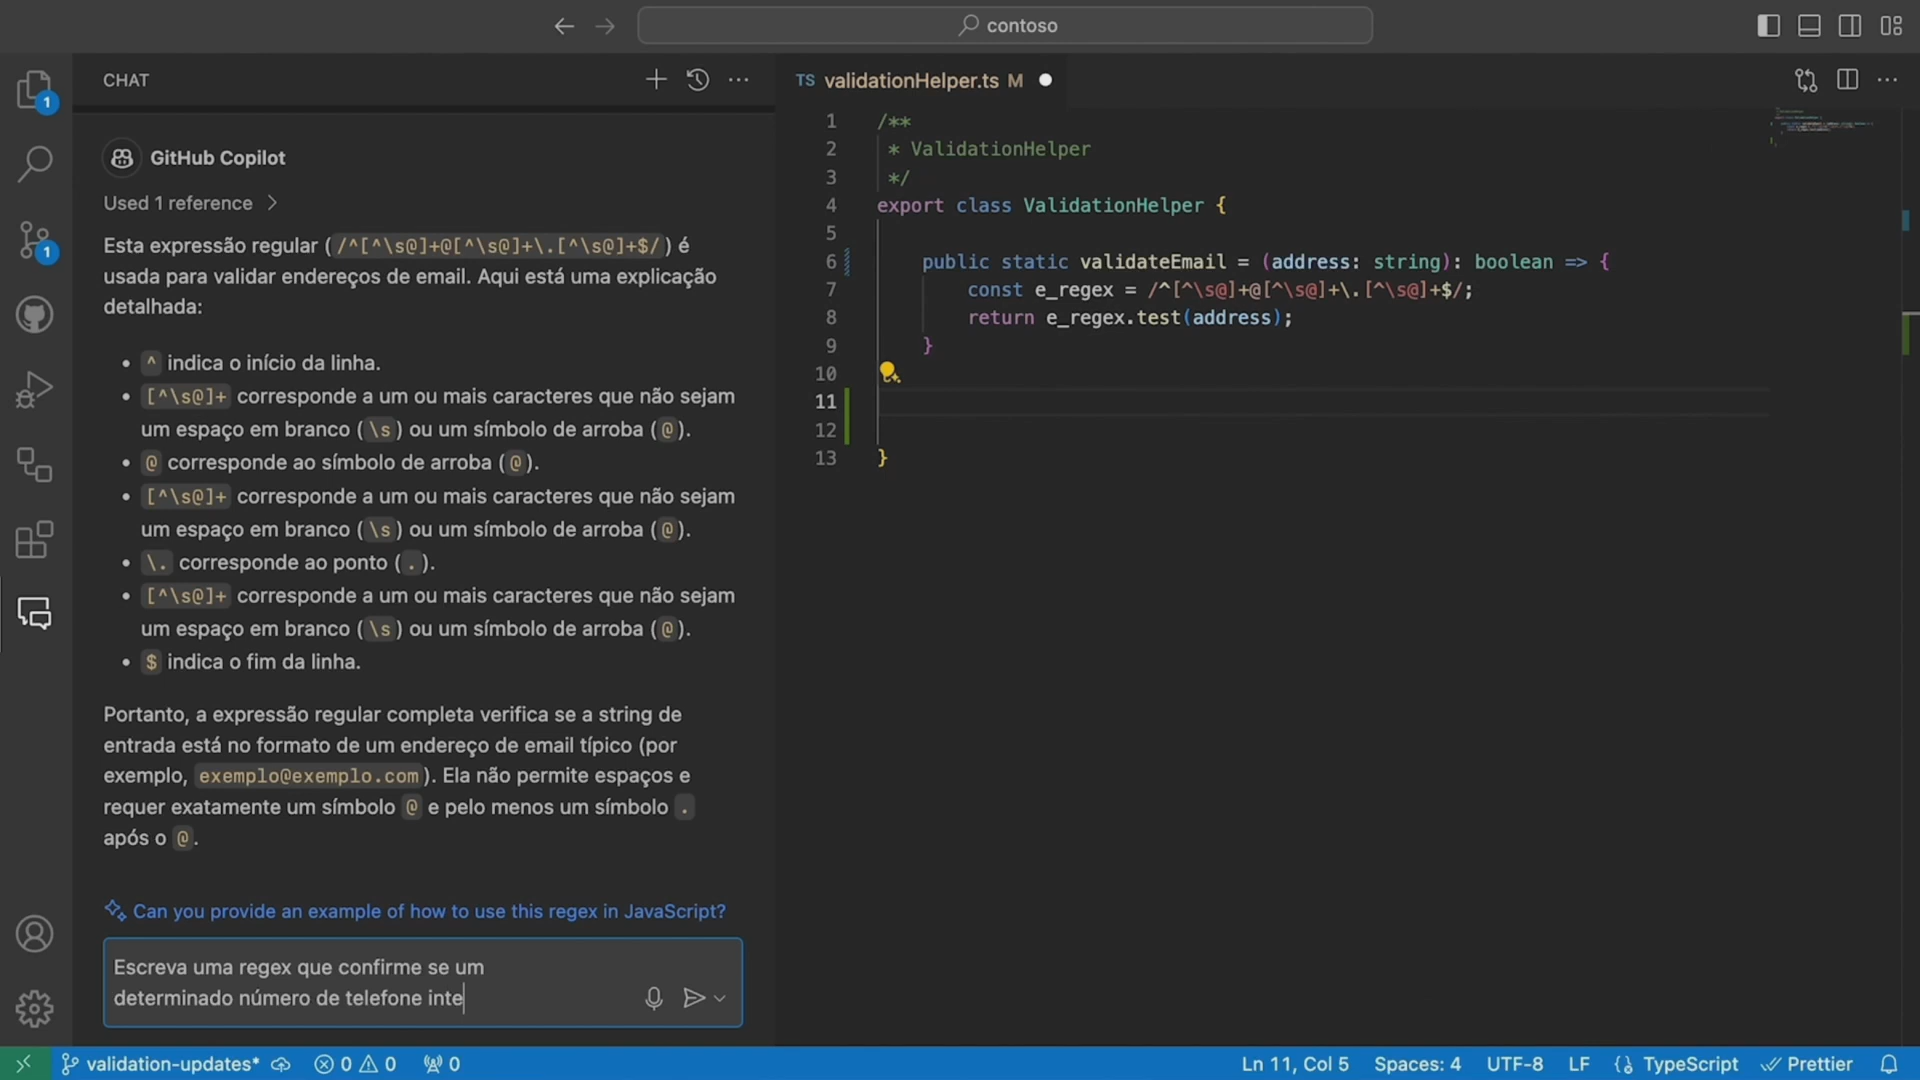 contoso
CHAT
TS validationHelper.ts M
GitHub Copilot
Used 1 reference
Esta expressão regular ( /^[^\s@]+@[^\s@]+\.[^\s@]+$/ ) é
usada para validar endereços de email. Aqui está uma explicação
detalhada:
• ^ indica o início da linha.
• [^\s@]+ corresponde a um ou mais caracteres que não sejam
um espaço em branco ( \s ) ou um símbolo de arroba ( @ ).
• @ corresponde ao símbolo de arroba ( @ ).
• [^\s@]+ corresponde a um ou mais caracteres que não sejam
um espaço em branco ( \s ) ou um símbolo de arroba ( @ ).
• \. corresponde ao ponto ( . ).
• [^\s@]+ corresponde a um ou mais caracteres que não sejam
um espaço em branco ( \s ) ou um símbolo de arroba ( @ ).
• $ indica o fim da linha.
Portanto, a expressão regular completa verifica se a string de
entrada está no formato de um endereço de email típico (por
exemplo, exemplo@exemplo.com ). Ela não permite espaços e
requer exatamente um símbolo @ e pelo menos um símbolo .
após o @ .
Can you provide an example of how to use this regex in JavaScript?
Escreva uma regex que confirme se um
determinado número de telefone inte
1 /**
2 * ValidationHelper
3 */
4 export class ValidationHelper {
5
6 public static validateEmail = (address: string): boolean => {
7 const e_regex = /^[^\s@]+@[^\s@]+\.[^\s@]+$/;
8 return e_regex.test(address);
9 }
10
11
12
13 }
1
1
validation-updates* 0 0 0
Ln 11, Col 5 Spaces: 4 UTF-8 LF {} TypeScript Prettier